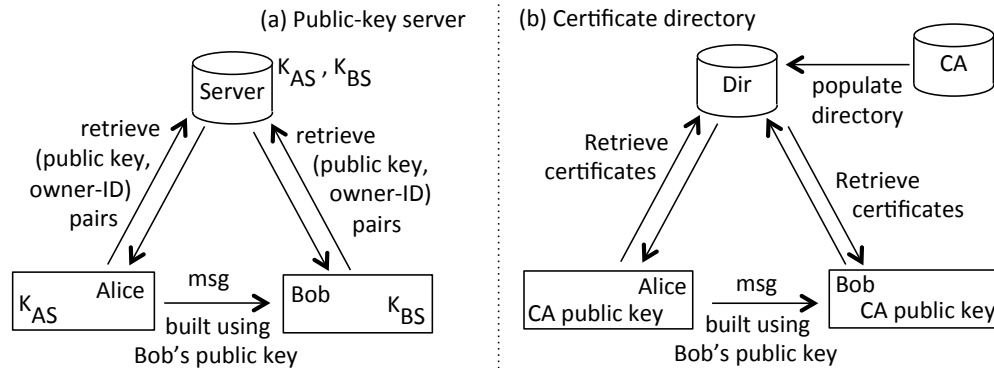 (a) Public-key server
K_AS , K_BS
Server
retrieve
(public key,
owner-ID)
pairs
retrieve
(public key,
owner-ID)
pairs
Alice
K_AS
msg
built using
Bob's public key
Bob
K_BS
(b) Certificate directory
Dir
CA
populate
directory
Retrieve
certificates
Retrieve
certificates
Alice
CA public key
msg
built using
Bob's public key
Bob
CA public key